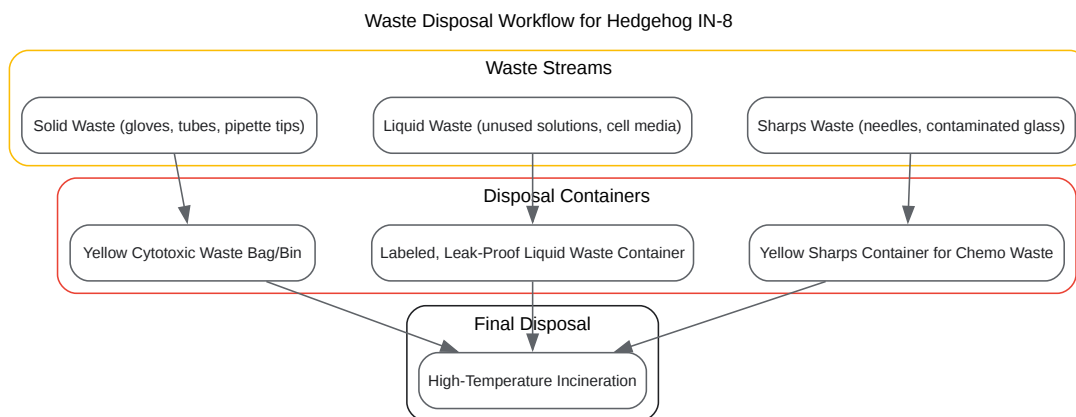 Waste Disposal Workflow for Hedgehog IN-8
Waste Streams
Solid Waste (gloves, tubes, pipette tips)
Liquid Waste (unused solutions, cell media)
Sharps Waste (needles, contaminated glass)
Disposal Containers
Yellow Cytotoxic Waste Bag/Bin
Labeled, Leak-Proof Liquid Waste Container
Yellow Sharps Container for Chemo Waste
Final Disposal
High-Temperature Incineration